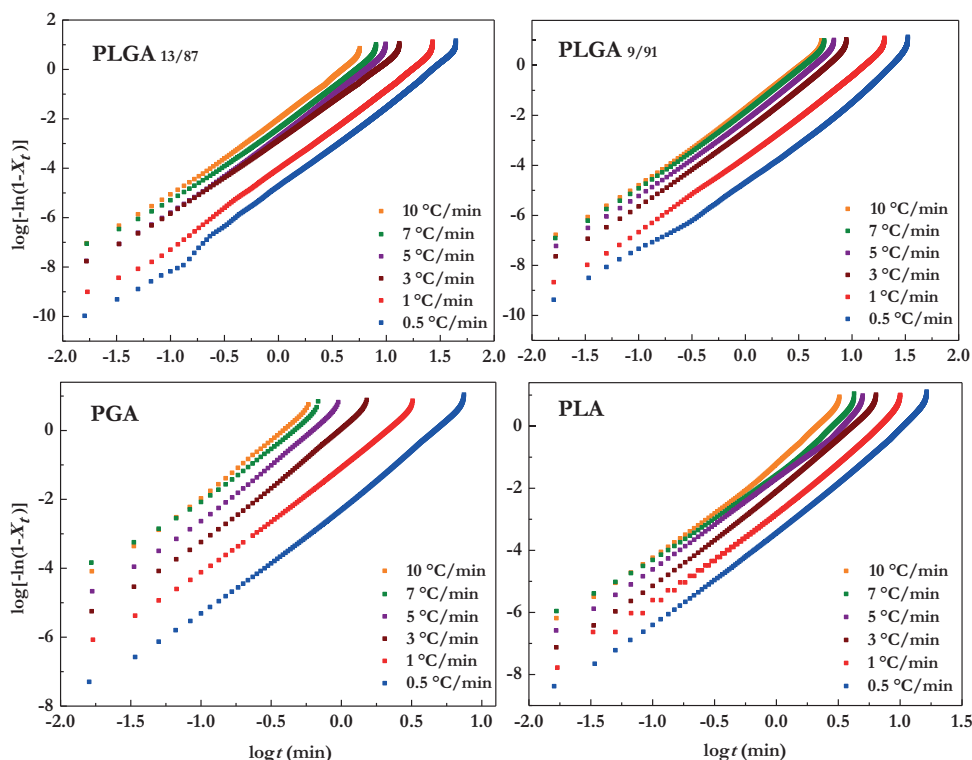 PLGA 13/87
log[-ln(1-Xt)]
2
0
-2
-4
-6
-8
-10
10 °C/min
7 °C/min
5 °C/min
3 °C/min
1 °C/min
0.5 °C/min
-2.0 -1.5 -1.0 -0.5 0.0 0.5 1.0 1.5 2.0
PLGA 9/91
2
0
-2
-4
-6
-8
-10
10 °C/min
7 °C/min
5 °C/min
3 °C/min
1 °C/min
0.5 °C/min
-2.0 -1.5 -1.0 -0.5 0.0 0.5 1.0 1.5 2.0
PGA
log[-ln(1-Xt)]
0
-2
-4
-6
-8
10 °C/min
7 °C/min
5 °C/min
3 °C/min
1 °C/min
0.5 °C/min
-2.0 -1.5 -1.0 -0.5 0.0 0.5 1.0
log t (min)
PLA
0
-2
-4
-6
-8
10 °C/min
7 °C/min
5 °C/min
3 °C/min
1 °C/min
0.5 °C/min
-2.0 -1.5 -1.0 -0.5 0.0 0.5 1.0 1.5
log t (min)